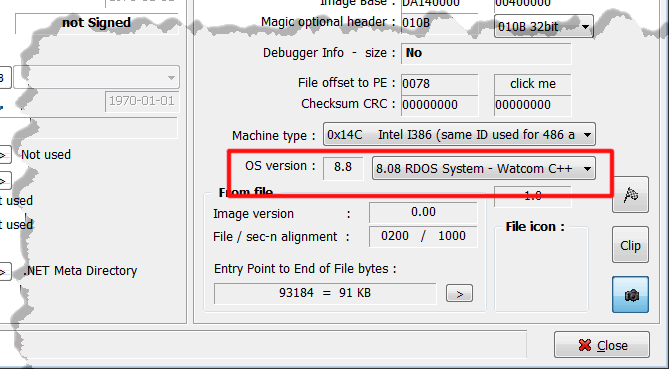 Image Base : DA140000 00400000
not Signed
Magic optional header : 010B 010B 32bit
Debugger Info - size : No
File offset to PE : 0078 click me
1970-01-01
Checksum CRC : 00000000 00000000
Machine type : 0x14C Intel I386 (same ID used for 486 a
> Not used
OS version : 8.8 8.08 RDOS System - Watcom C++
>
From file
1.0
t used
Image version : 0.00
File icon :
t used
File / sec-n alignment : 0200 / 1000
Clip
> .NET Meta Directory
Entry Point to End of File bytes :
93184 = 91 KB >
Close